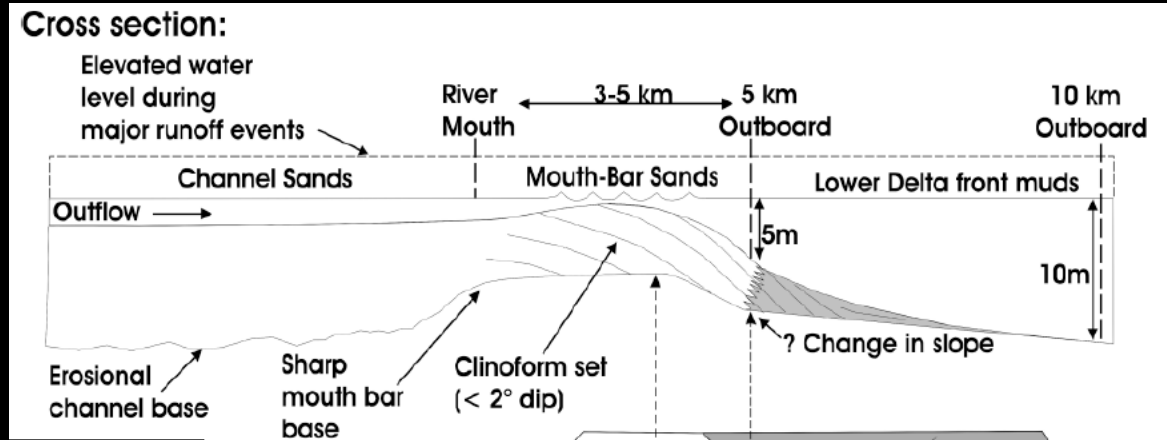 Cross section:
Elevated water
level during
major runoff events
River
Mouth
3-5 km
5 km
Outboard
10 km
Outboard
Channel Sands
Mouth-Bar Sands
Lower Delta front muds
Outflow
5m
10m
? Change in slope
Erosional
channel base
Sharp
mouth bar
base
Clinoform set
(< 2° dip)